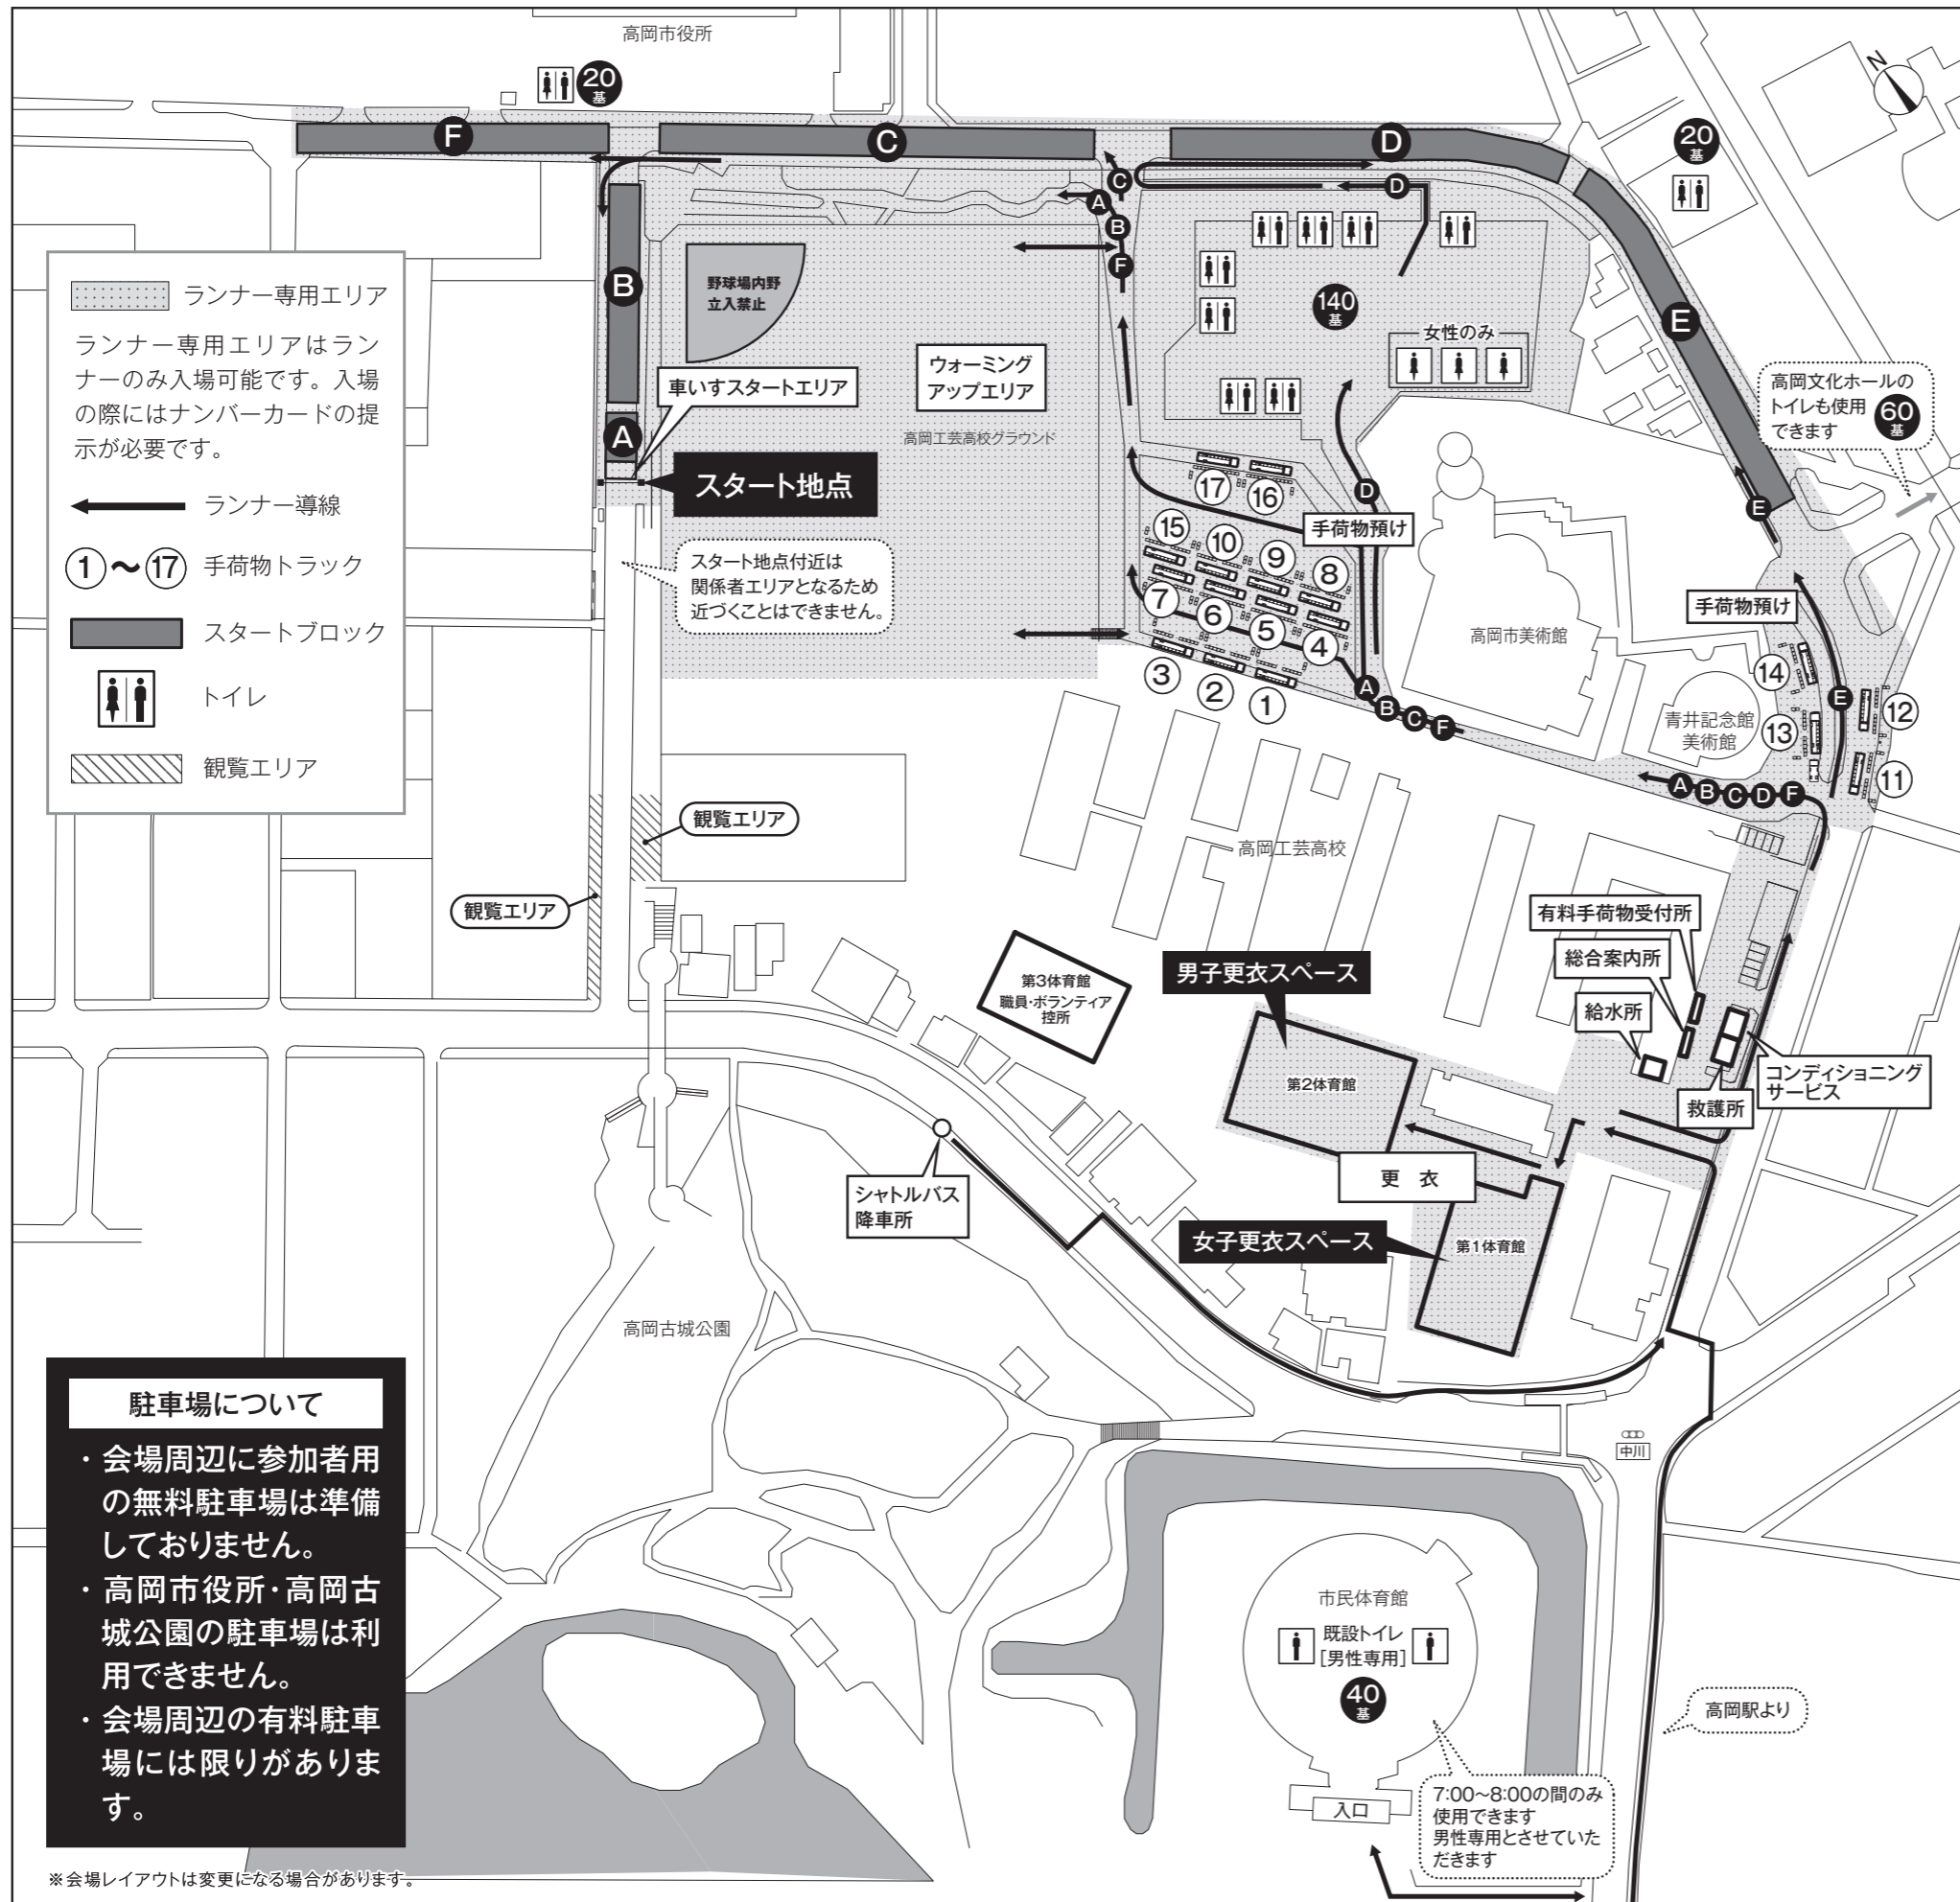 高岡市役所
20
基
F
C
D
20
基
N
C
A
B
F
D
B
A
E
野球場内野
立入禁止
140
基
女性のみ
ランナー専用エリア
ランナー専用エリアはラン
ナーのみ入場可能です。入場
の際にはナンバーカードの提
示が必要です。
ランナー導線
①～⑰ 手荷物トラック
スタートブロック
トイレ
観覧エリア
車いすスタートエリア
ウォーミング
アップエリア
高岡工芸高校グラウンド
スタート地点
スタート地点付近は
関係者エリアとなるため
近づくことはできません。
高岡文化ホールの
トイレも使用
できます
60
基
⑰
⑯
D
手荷物預け
E
⑮
⑩
⑨
⑧
⑦
⑥
⑤
④
③
②
①
A
B
C
F
高岡市美術館
手荷物預け
⑭
E
⑫
青井記念館
美術館
⑬
⑪
A
B
C
D
F
観覧エリア
観覧エリア
高岡工芸高校
有料手荷物受付所
総合案内所
給水所
コンディショニング
サービス
救護所
男子更衣スペース
第3体育館
職員・ボランティア
控所
第2体育館
更 衣
女子更衣スペース
第1体育館
シャトルバス
降車所
高岡古城公園
中川
駐車場について
・会場周辺に参加者用
の無料駐車場は準備
しておりません。
・高岡市役所・高岡古
城公園の駐車場は利
用できません。
・会場周辺の有料駐車
場には限りがありま
す。
市民体育館
既設トイレ
[男性専用]
40
基
入口
高岡駅より
7:00～8:00の間のみ
使用できます
男性専用とさせていた
だきます
※会場レイアウトは変更になる場合があります。